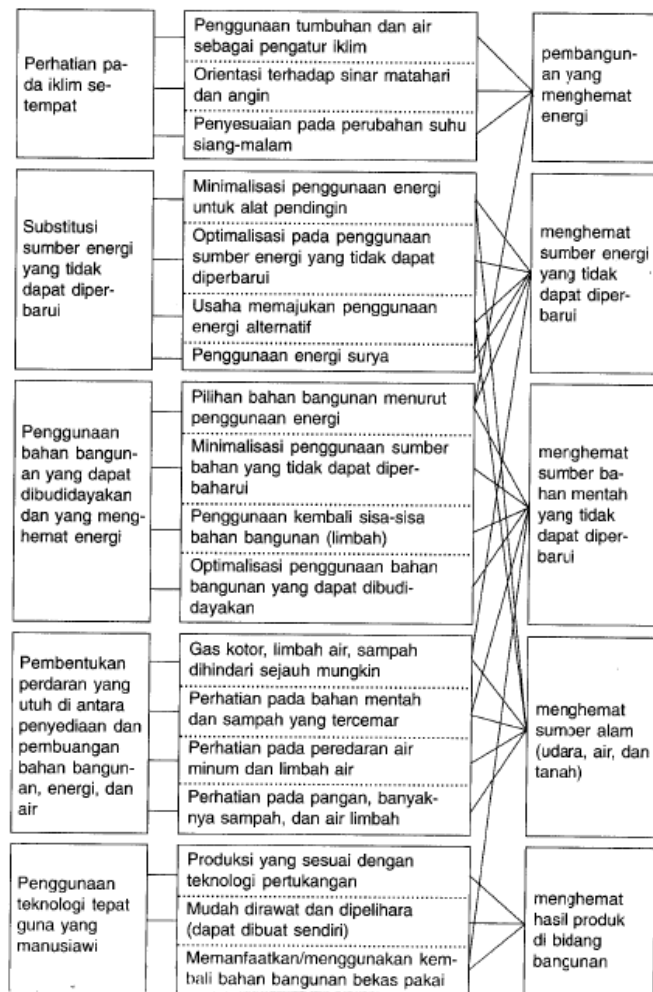 Perhatian pa-
da iklim se-
tempat
Penggunaan tumbuhan dan air
sebagai pengatur iklim
Orientasi terhadap sinar matahari
dan angin
Penyesuaian pada perubahan suhu
siang-malam
pembangun-
an yang
menghemat
energi
Substitusi
sumber energi
yang tidak
dapat diper-
barui
Minimalisasi penggunaan energi
untuk alat pendingin
Optimalisasi pada penggunaan
sumber energi yang tidak dapat
diperbarui
Usaha memajukan penggunaan
energi alternatif
Penggunaan energi surya
menghemat
sumber energi
yang tidak
dapat diper-
barui
Penggunaan
bahan bangun-
an yang dapat
dibudidayakan
dan yang meng-
hemat energi
Pilihan bahan bangunan menurut
penggunaan energi
Minimalisasi penggunaan sumber
bahan yang tidak dapat diper-
baharui
Penggunaan kembali sisa-sisa
bahan bangunan (limbah)
Optimalisasi penggunaan bahan
bangunan yang dapat dibudi-
dayakan
menghemat
sumber ba-
han mentah
yang tidak
dapat diper-
barui
Pembentukan
perdaran yang
utuh di antara
penyediaan dan
pembuangan
bahan bangun-
an, energi, dan
air
Gas kotor, limbah air, sampah
dihindari sejauh mungkin
Perhatian pada bahan mentah
dan sampah yang tercemar
Perhatian pada peredaran air
minum dan limbah air
Perhatian pada pangan, banyak-
nya sampah, dan air limbah
menghemat
sumber alam
(udara, air, dan
tanah)
Penggunaan
teknologi tepat
guna yang
manusiawi
Produksi yang sesuai dengan
teknologi pertukangan
Mudah dirawat dan dipelihara
(dapat dibuat sendiri)
Memanfaatkan/menggunakan kem-
bali bahan bangunan bekas pakai
menghemat
hasil produk
di bidang
bangunan